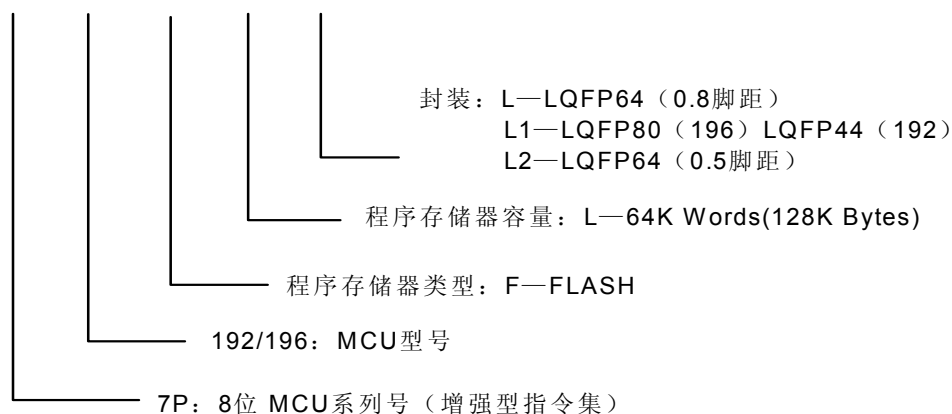 封装：L—LQFP64（0.8脚距）
L1—LQFP80（196）LQFP44（192）
L2—LQFP64（0.5脚距）
程序存储器容量：L—64K Words(128K Bytes)
程序存储器类型：F—FLASH
192/196：MCU型号
7P：8位 MCU系列号（增强型指令集）